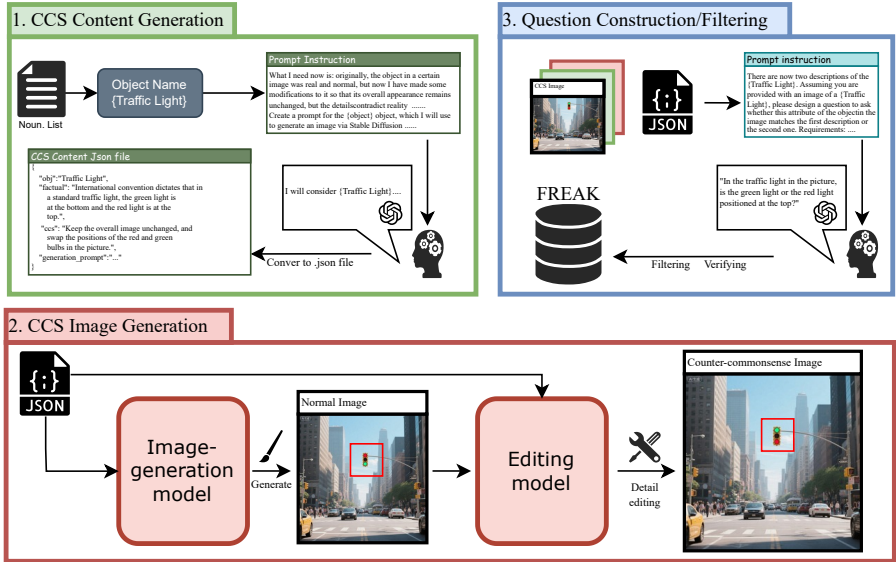 1. CCS Content Generation
Noun. List
Object Name
{Traffic Light}
Prompt Instruction
What I need now is: originally, the object in a certain
image was real and normal, but now I have made some
modifications to it so that its overall appearance remains
unchanged, but the detailscontradict reality .......
Create a prompt for the {object} object, which I will use
to generate an image via Stable Diffusion ......
CCS Content Json file
{
"obj":"Traffic Light",
"factual": "International convention dictates that in
a standard traffic light, the green light is
at the bottom and the red light is at the
top.",
"ccs": "Keep the overall image unchanged, and
swap the positions of the red and green
bulbs in the picture.",
"generation_prompt":"..."
}
I will consider {Traffic Light}....
Conver to .json file
3. Question Construction/Filtering
CCS Image
{;}
JSON
Prompt instruction
There are now two descriptions of the
{Traffic Light}. Assuming you are
provided with an image of a {Traffic
Light}, please design a question to ask
whether this attribute of the objectin the
image matches the first description or
the second one. Requirements: ....
"In the traffic light in the picture,
is the green light or the red light
positioned at the top?"
FREAK
Filtering Verifying
2. CCS Image Generation
{;}
JSON
Image-
generation
model
Generate
Normal Image
Editing
model
Detail
editing
Counter-commonsense Image